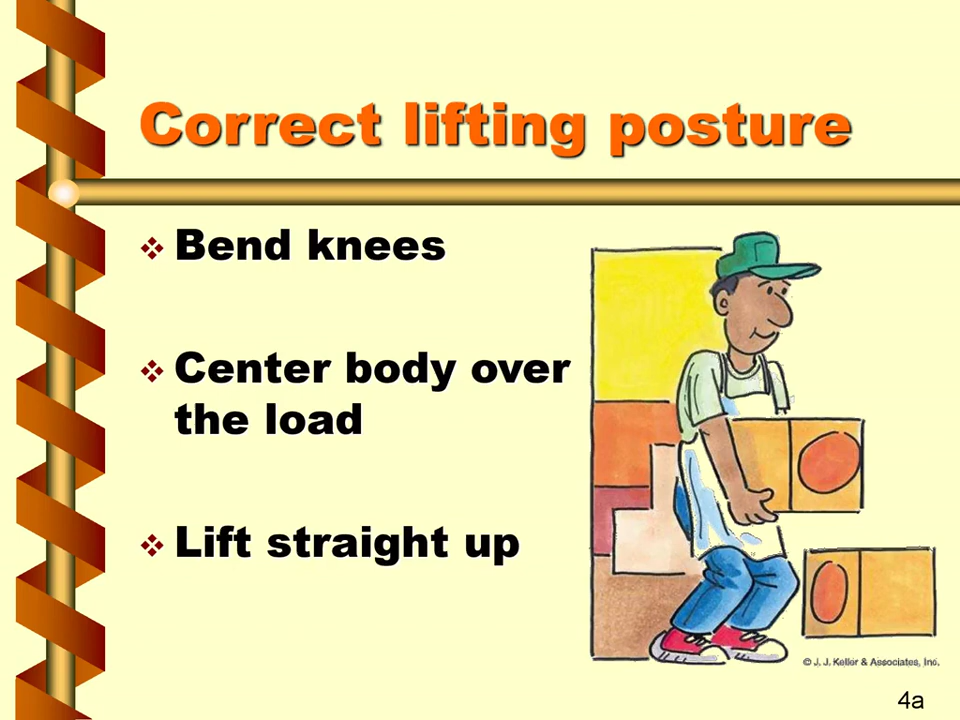 Correct lifting posture
Bend knees
Center body over
the load
Lift straight up
© J. J. Keller & Associates, Inc.
4a